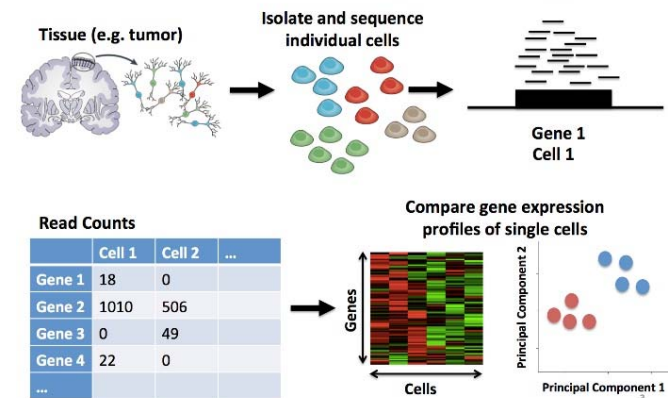 Tissue (e.g. tumor)
Isolate and sequence
individual cells
Gene 1
Cell 1
Read Counts
Cell 1 Cell 2 ...
Gene 1 18 0
Gene 2 1010 506
Gene 3 0 49
Gene 4 22 0
...
Compare gene expression
profiles of single cells
Genes
Cells
Principal Component 2
Principal Component 1